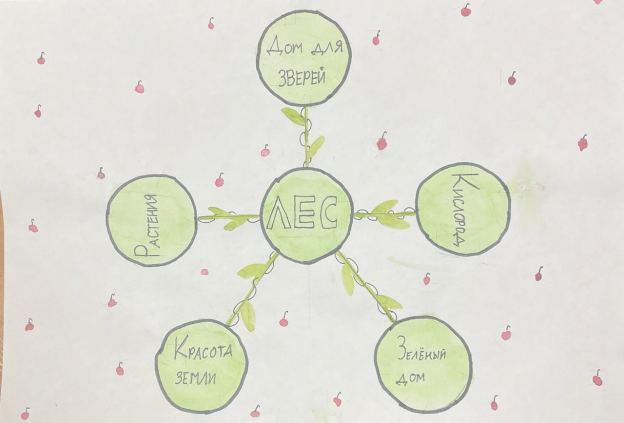 Дом для
ЗВЕРЕЙ
ЛЕС
Растения
Кислород
Красота
земли
Зелёный
дом